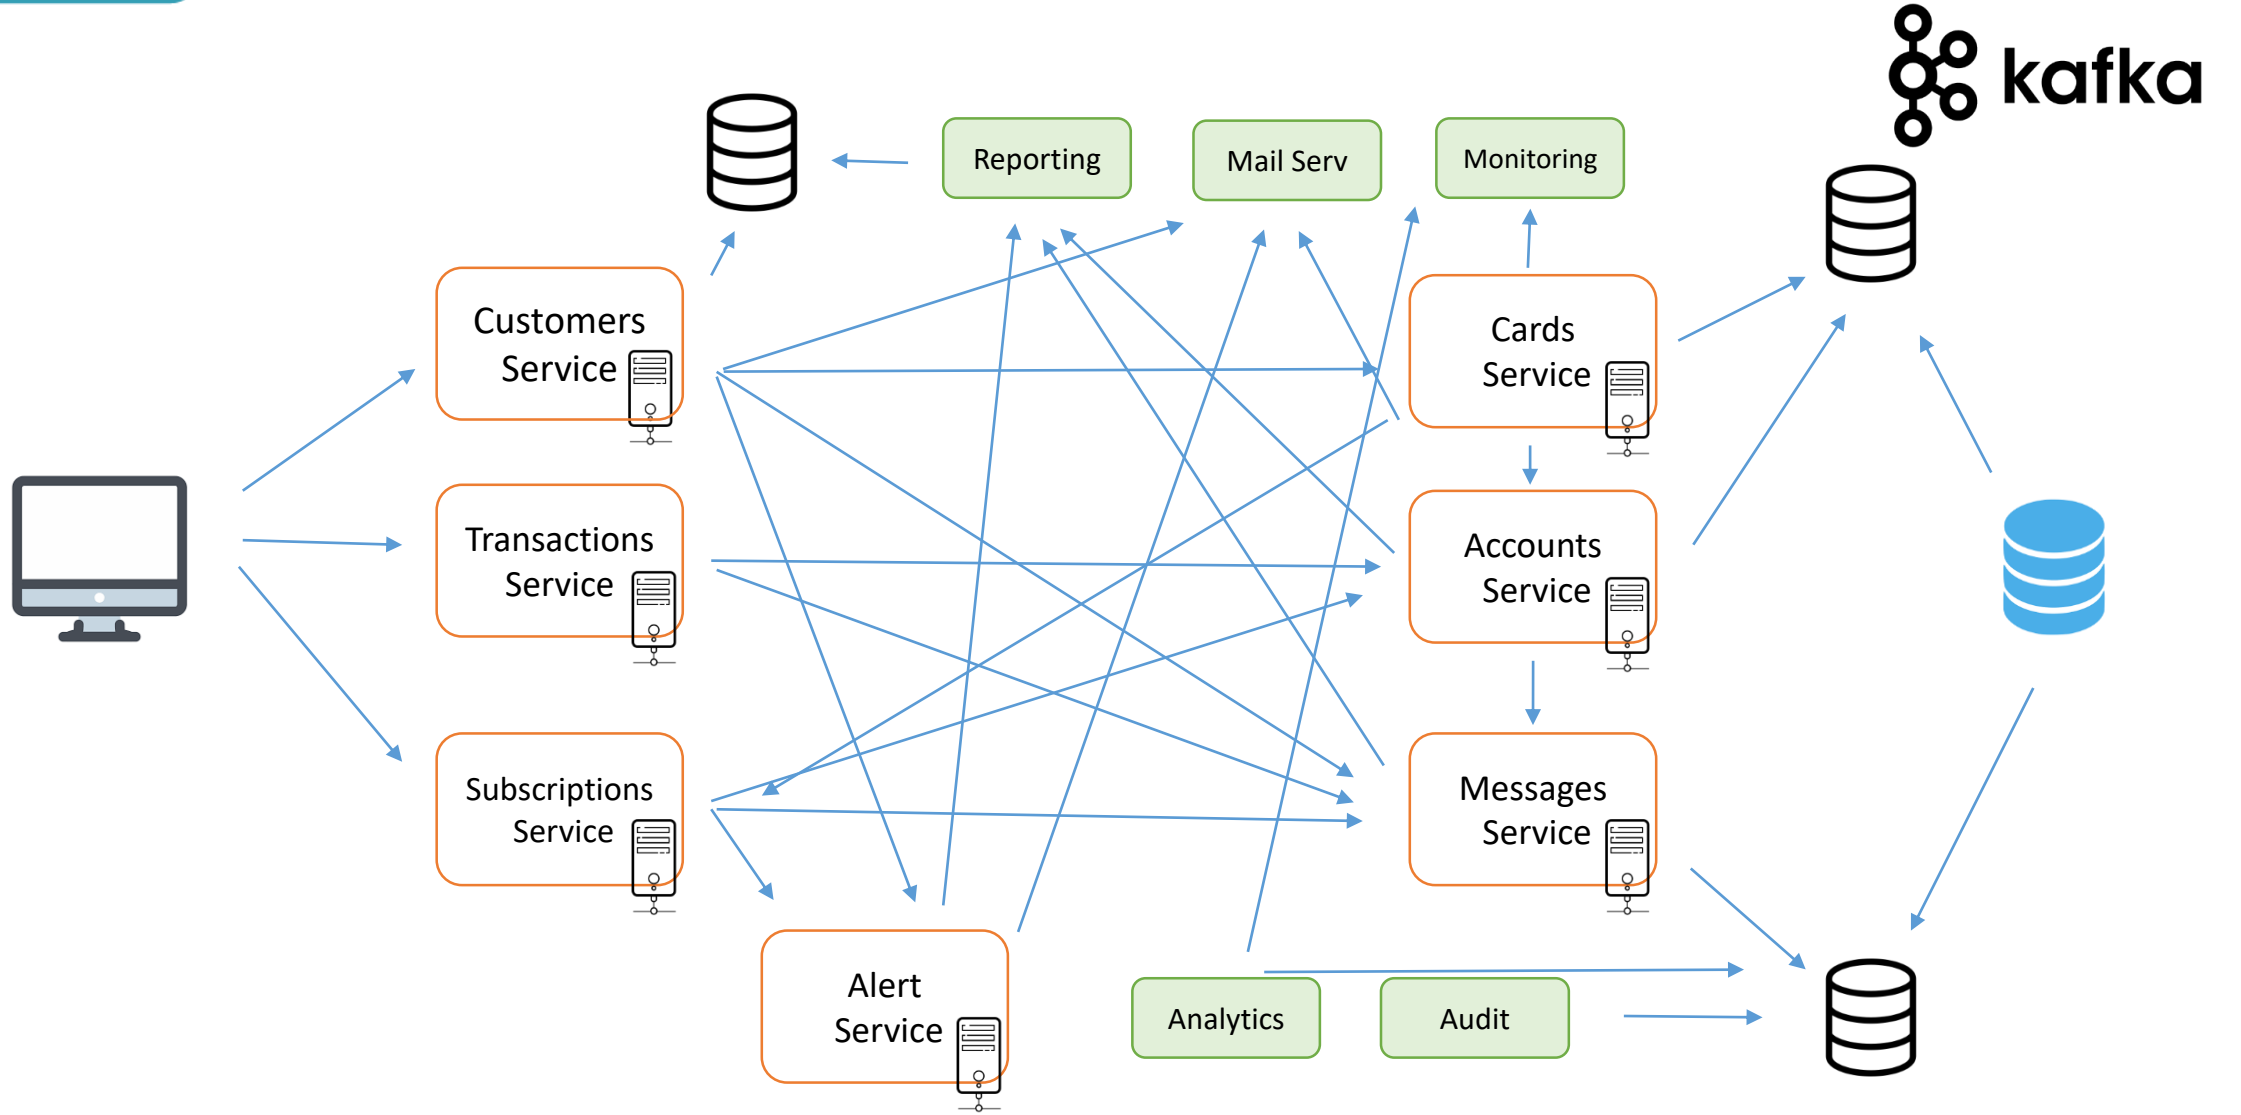 kafka
Reporting
Mail Serv
Monitoring
Customers
Service
Cards
Service
Transactions
Service
Accounts
Service
Subscriptions
Service
Messages
Service
Alert
Service
Analytics
Audit